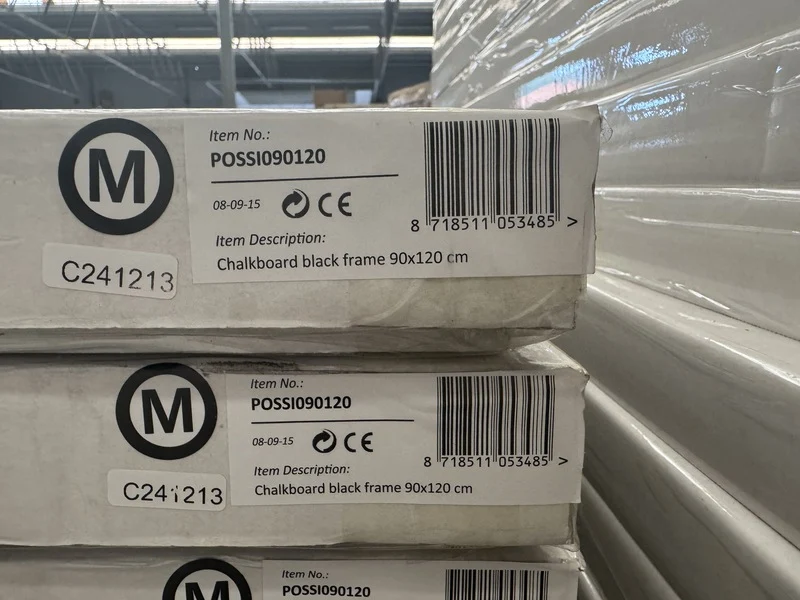 M
Item No.:
POSSI090120
08-09-15 CE
Item Description:
Chalkboard black frame 90x120 cm
8 718511 053485 >
C241213
M
Item No.:
POSSI090120
08-09-15 CE
Item Description:
Chalkboard black frame 90x120 cm
8 718511 053485 >
C241213
M
Item No.:
POSSI090120